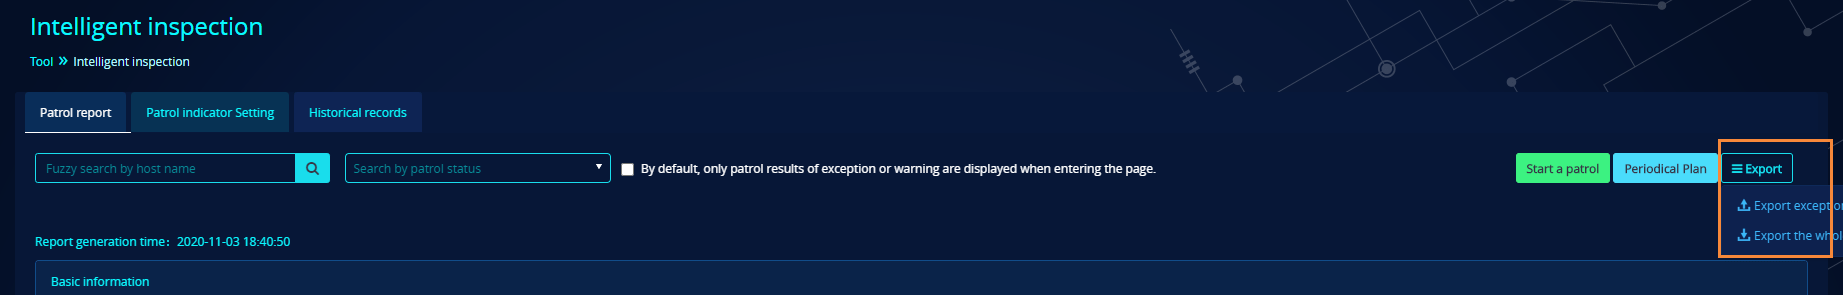 Intelligent inspection
Tool » Intelligent inspection
Patrol report Patrol indicator Setting Historical records
Fuzzy search by host name Search by patrol status By default, only patrol results of exception or warning are displayed when entering the page. Start a patrol Periodical Plan Export
Export exception
Export the whol
Report generation time: 2020-11-03 18:40:50
Basic information